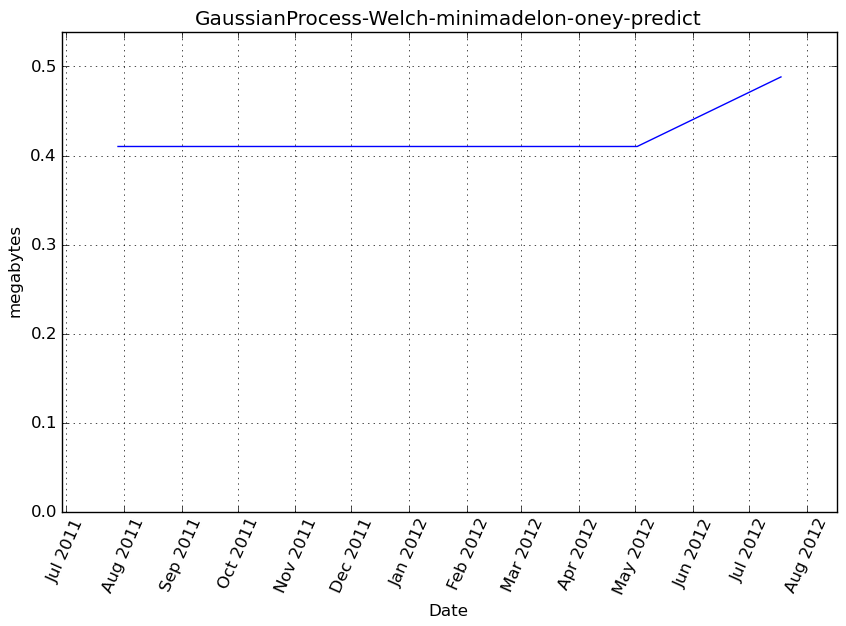 GaussianProcess-Welch-minimadelon-oney-predict
0.5
0.4
0.3
0.2
0.1
0.0
megabytes
Jul 2011
Aug 2011
Sep 2011
Oct 2011
Nov 2011
Dec 2011
Jan 2012
Feb 2012
Mar 2012
Apr 2012
May 2012
Jun 2012
Jul 2012
Aug 2012
Date